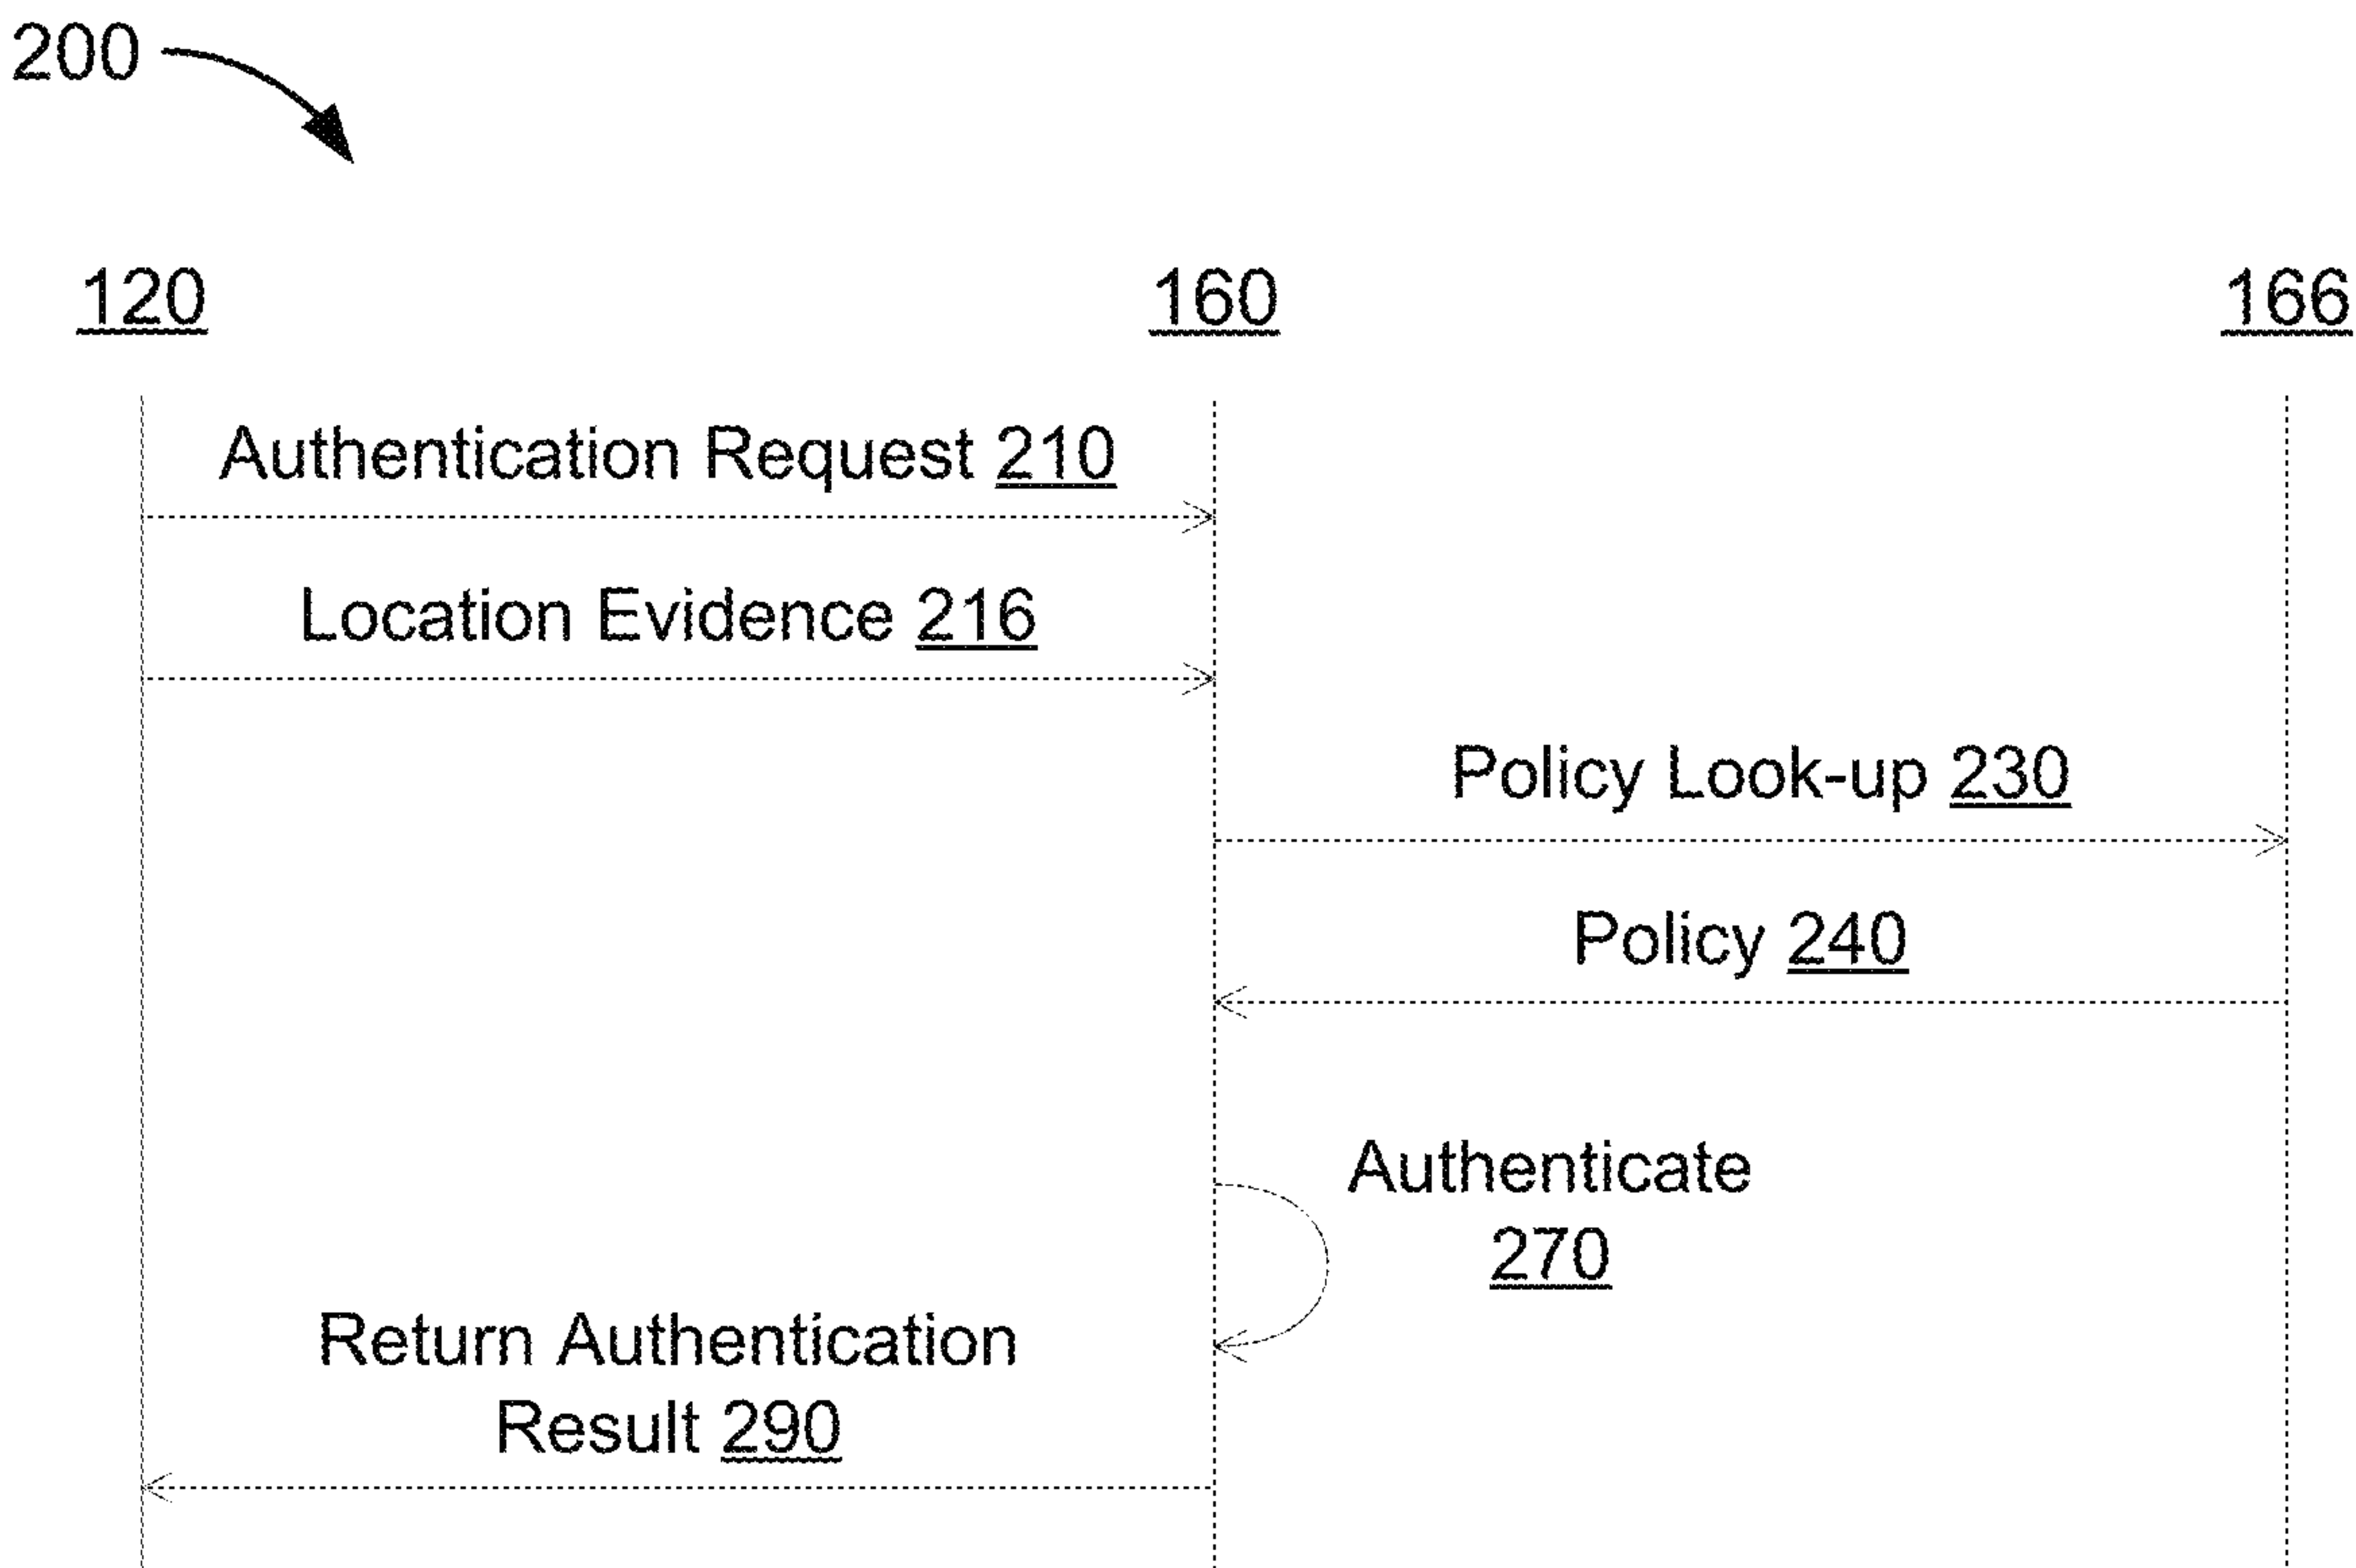 200
120
160
166
Authentication Request 210
Location Evidence 216
Policy Look-up 230
Policy 240
Authenticate
270
Return Authentication
Result 290